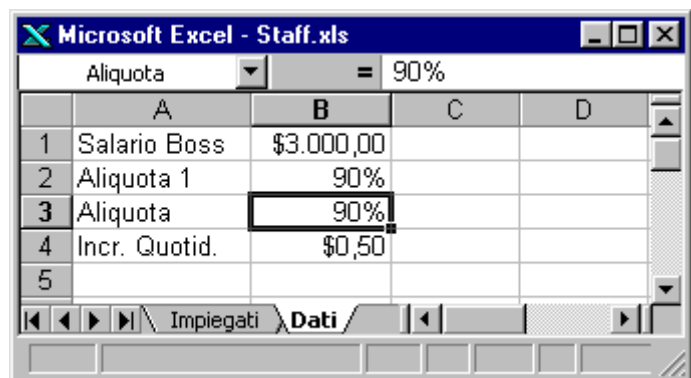 Microsoft Excel - Staff.xls
Aliquota = 90%
A B C D
1 Salario Boss $3.000,00
2 Aliquota 1 90%
3 Aliquota 90%
4 Incr. Quotid. $0,50
5
Impiegati Dati